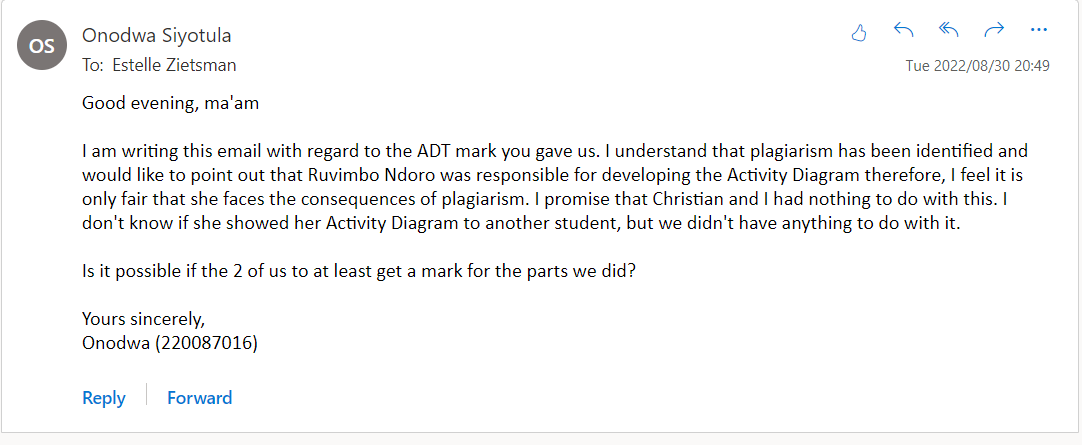 OS
Onodwa Siyotula
To: Estelle Zietsman
Tue 2022/08/30 20:49
Good evening, ma'am
I am writing this email with regard to the ADT mark you gave us. I understand that plagiarism has been identified and
would like to point out that Ruvimbo Ndoro was responsible for developing the Activity Diagram therefore, I feel it is
only fair that she faces the consequences of plagiarism. I promise that Christian and I had nothing to do with this. I
don't know if she showed her Activity Diagram to another student, but we didn't have anything to do with it.
Is it possible if the 2 of us to at least get a mark for the parts we did?
Yours sincerely,
Onodwa (220087016)
Reply Forward